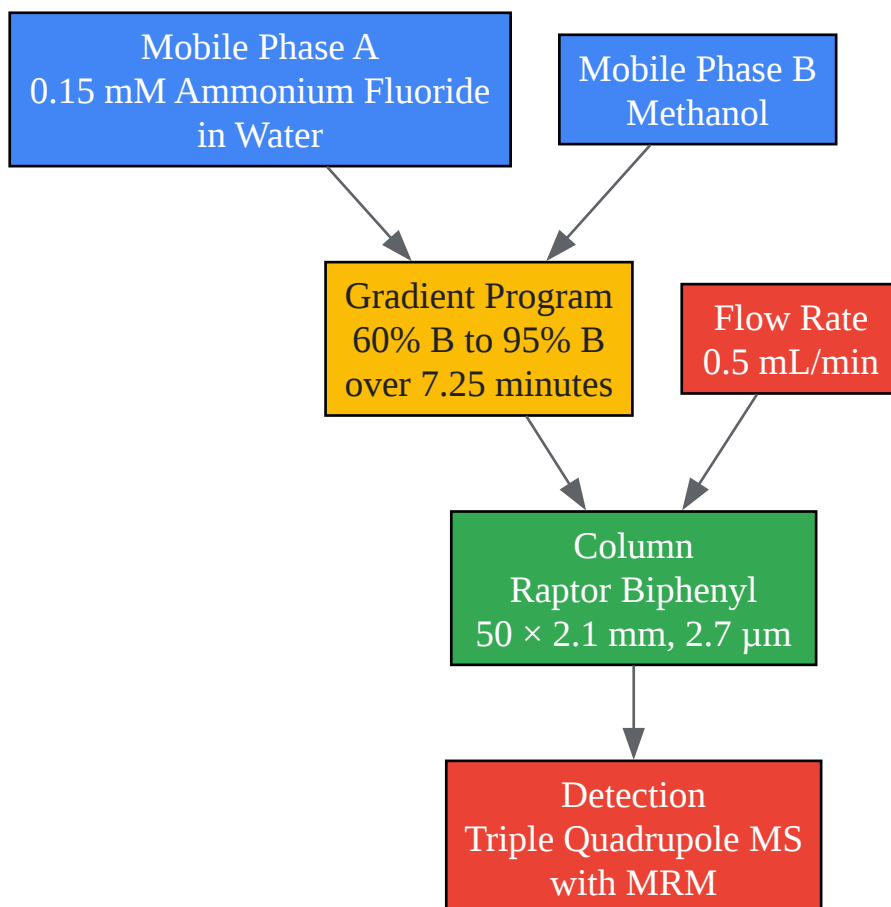 Mobile Phase A
0.15 mM Ammonium Fluoride
in Water
Mobile Phase B
Methanol
Gradient Program
60% B to 95% B
over 7.25 minutes
Flow Rate
0.5 mL/min
Column
Raptor Biphenyl
50 × 2.1 mm, 2.7 µm
Detection
Triple Quadrupole MS
with MRM